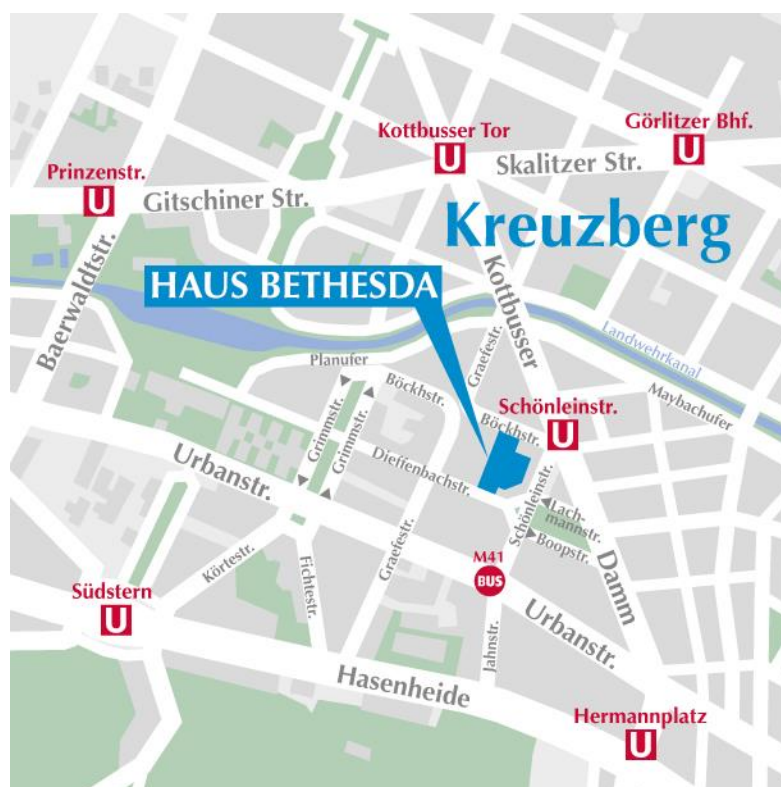 Görlitzer Bhf.
U
Kottbusser Tor
U
Skalitzer Str.
Prinzenstr.
U
Gitschiner Str.
Kreuzberg
Baerwaldtstr.
HAUS BETHESDA
Kottbusser
Landwehrkanal
Planufer
Graefestr.
Böckhstr.
Maybachufer
Schönleinstr.
U
Böckhstr.
Grimmstr.
Grimmstr.
Urbanstr.
Dieffenbachstr.
Schönleinstr.
Lach-
mannstr.
Boopstr.
Damm
Körtestr.
Fichtestr.
Graefestr.
M41
BUS
Südstern
U
Urbanstr.
Jahnstr.
Hasenheide
Hermannplatz
U